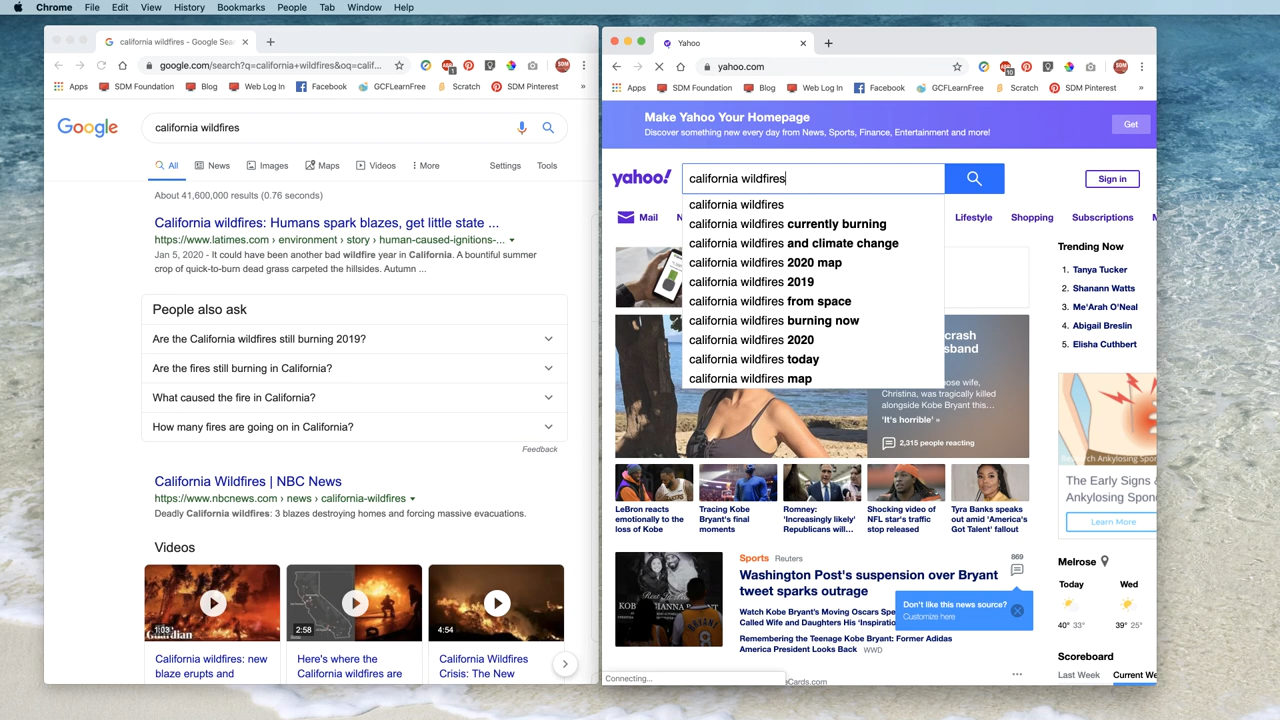 Chrome File Edit View History Bookmarks People Tab Window Help
california wildfires - Google Sea
google.com/search?q=california+wildfires&oq=calif...
Apps SDM Foundation Blog Web Log In Facebook GCFLearnFree Scratch SDM Pinterest »
Google
california wildfires
All News Images Maps Videos More Settings Tools
About 41,600,000 results (0.76 seconds)
California wildfires: Humans spark blazes, get little state ...
https://www.latimes.com › environment › story › human-caused-ignitions-...
Jan 5, 2020 - It could have been another bad wildfire year in California. A bountiful summer
crop of quick-to-burn dead grass carpeted the hillsides. Autumn ...
People also ask
Are the California wildfires still burning 2019?
Are the fires still burning in California?
What caused the fire in California?
How many fires are going on in California?
Feedback
California Wildfires | NBC News
https://www.nbcnews.com › news › california-wildfires
Deadly California wildfires: 3 blazes destroying homes and forcing massive evacuations.
Videos
1:03
2:58
4:54
California wildfires: new
blaze erupts and
Here's where the
California wildfires are
California Wildfires
Crisis: The New
Yahoo
yahoo.com
Apps SDM Foundation Blog Web Log In Facebook GCFLearnFree Scratch SDM Pinterest »
Make Yahoo Your Homepage
Discover something new every day from News, Sports, Finance, Entertainment and more!
Get
yahoo!
california wildfires
Sign in
Mail N Lifestyle Shopping Subscriptions M
california wildfires
california wildfires currently burning
california wildfires and climate change
california wildfires 2020 map
california wildfires 2019
california wildfires from space
california wildfires burning now
california wildfires 2020
california wildfires today
california wildfires map
crash
sband
ose wife,
Christina, was tragically killed
alongside Kobe Bryant this…
'It's horrible' »
2,315 people reacting
LeBron reacts
emotionally to the
loss of Kobe
Tracing Kobe
Bryant's final
moments
Romney:
'Increasingly likely'
Republicans will...
Shocking video of
NFL star's traffic
stop released
Tyra Banks speaks
out amid 'America's
Got Talent' fallout
Sports Reuters
869
Washington Post's suspension over Bryant
tweet sparks outrage
Watch Kobe Bryant's Moving Oscars Spe
Called Wife and Daughters His 'Inspiratio
Remembering the Teenage Kobe Bryant: Former Adidas
America President Looks Back WWD
Don't like this news source?
Customize here
Connecting...
eCards.com
Trending Now
1. Tanya Tucker
2. Shanann Watts
3. Me'Arah O'Neal
4. Abigail Breslin
5. Elisha Cuthbert
The Early Signs
Ankylosing Spon
Learn More
Melrose
Today Wed
40° 33° 39° 25°
Scoreboard
Last Week Current We